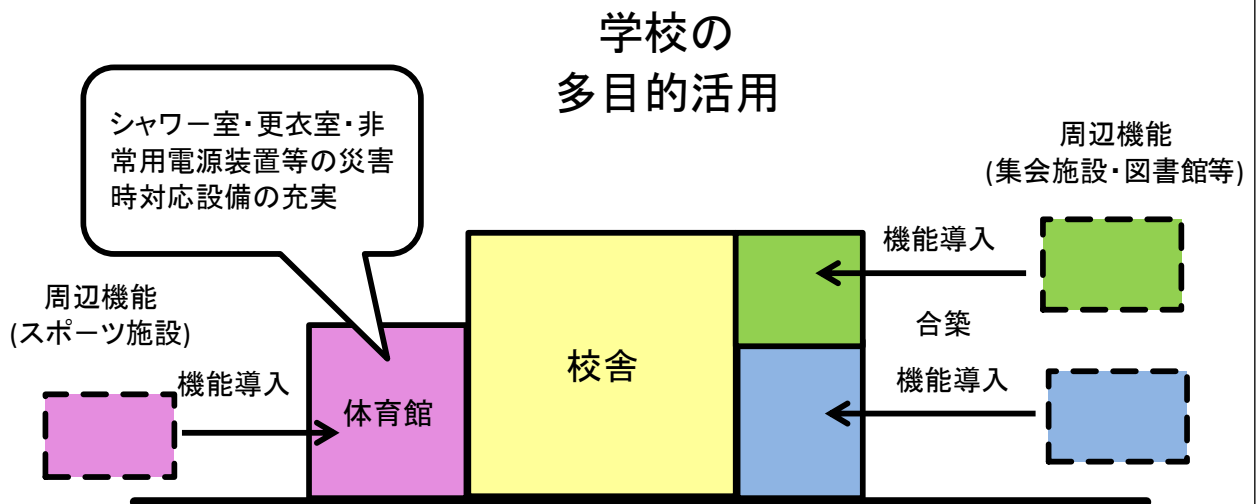 学校の
多目的活用
シャワー室・更衣室・非
常用電源装置等の災害
時対応設備の充実
周辺機能
(集会施設・図書館等)
機能導入
合築
機能導入
周辺機能
(スポーツ施設)
機能導入
体育館
校舎